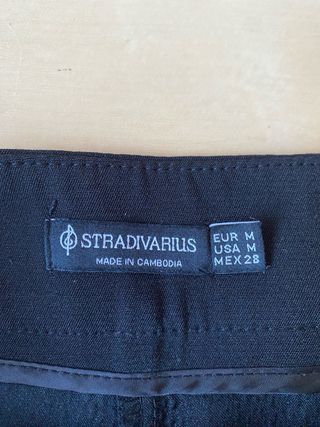 STRADIVARIUS
MADE IN CAMBODIA
EUR M
USA M
MEX 28